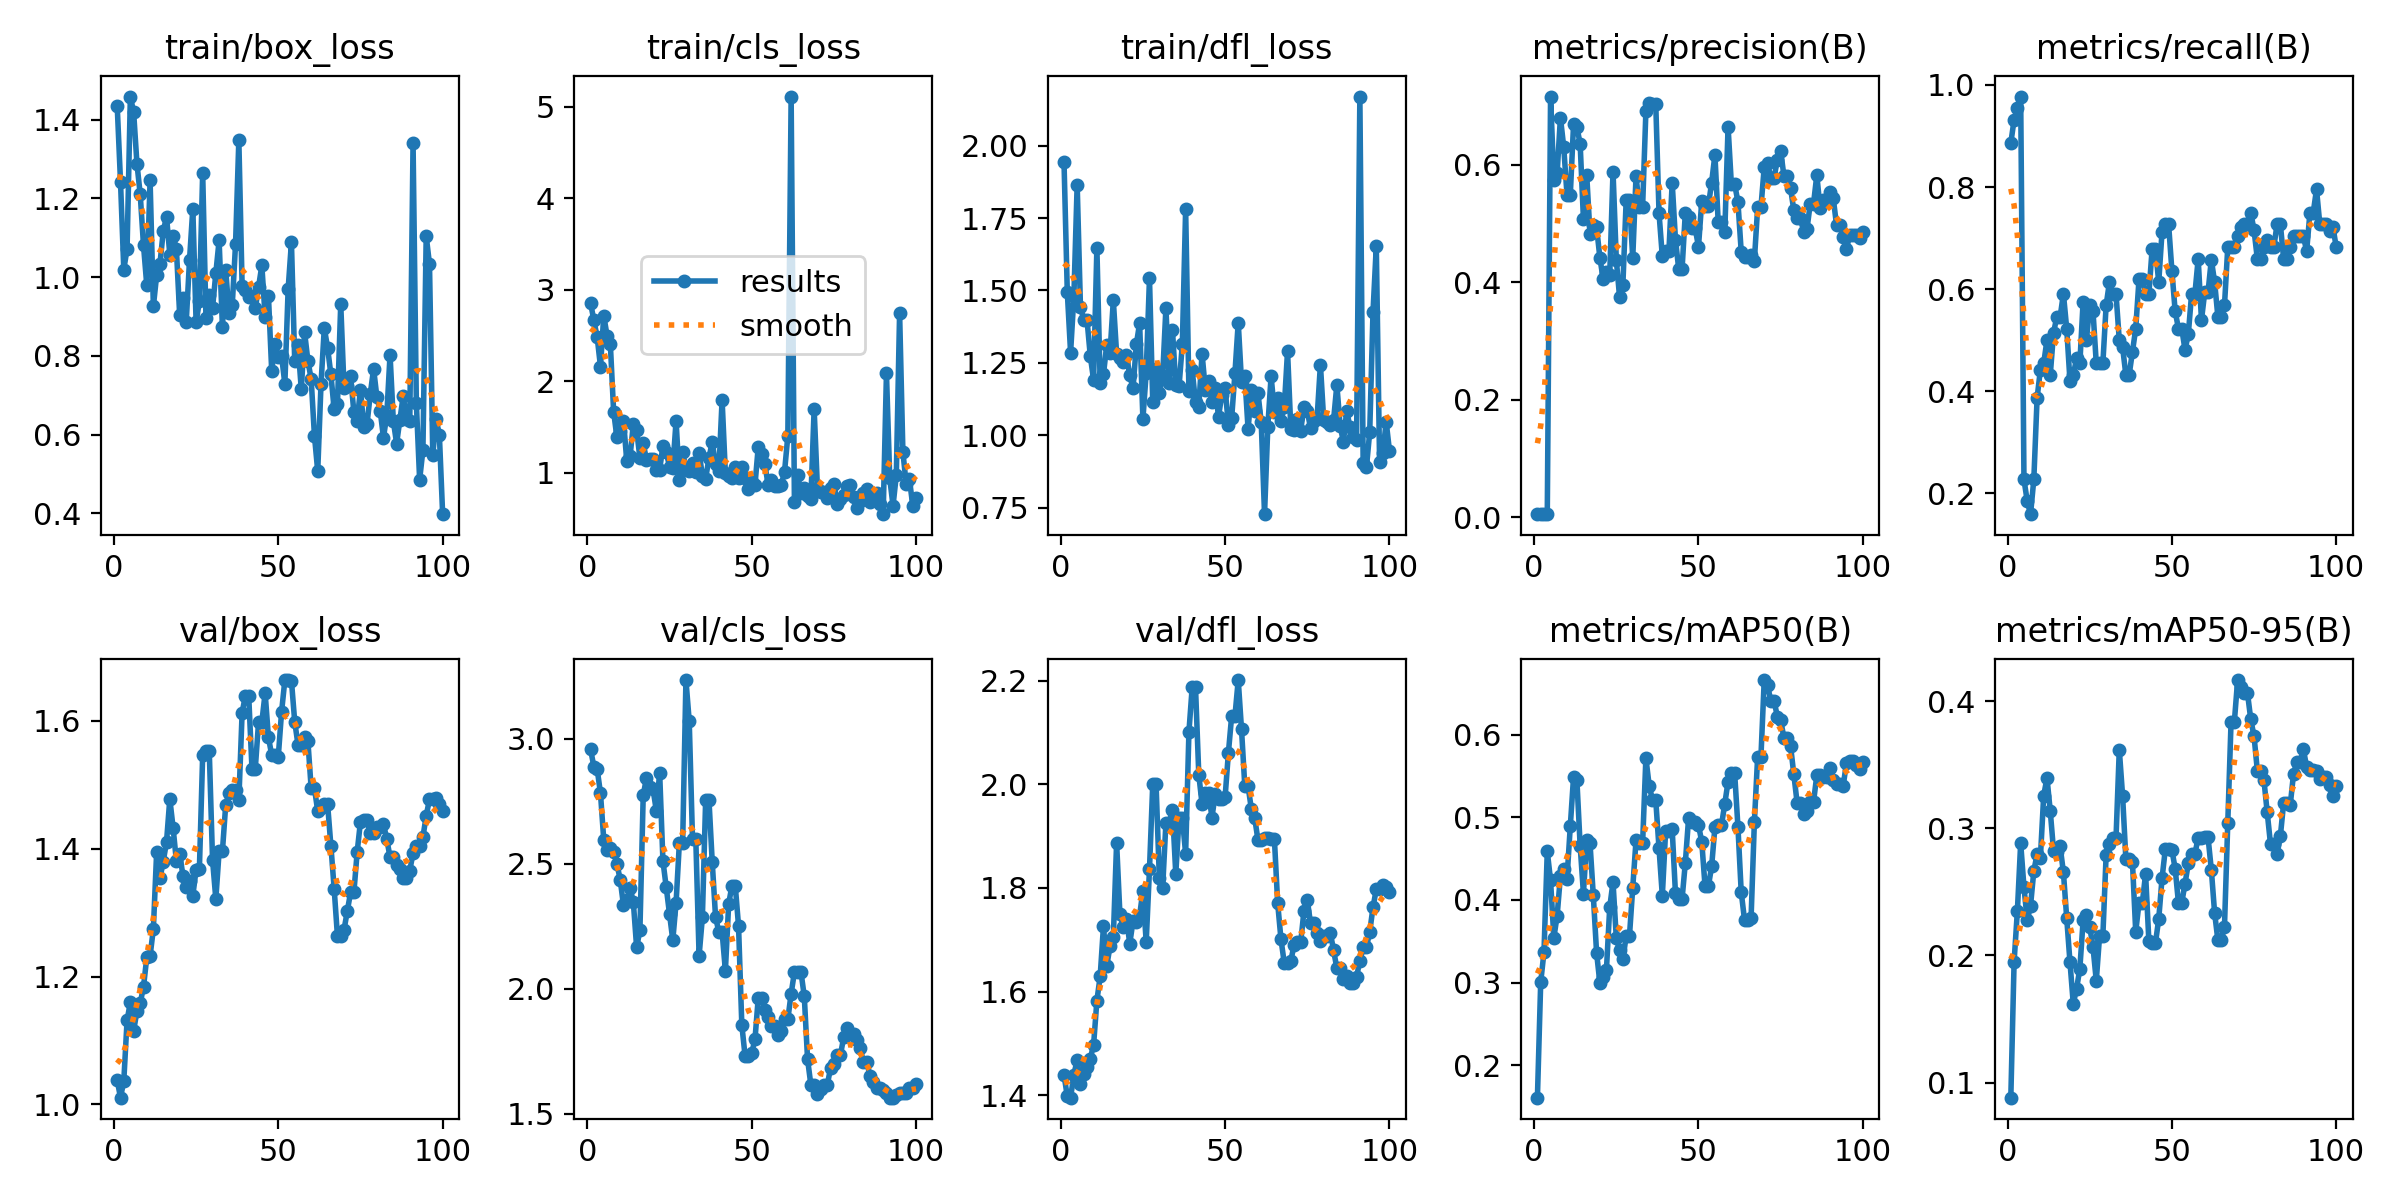 train/box_loss
train/cls_loss
train/dfl_loss
metrics/precision(B)
metrics/recall(B)
1.4
1.2
1.0
0.8
0.6
0.4
0 50 100
5
4
3
2
1
results
smooth
0 50 100
2.00
1.75
1.50
1.25
1.00
0.75
0 50 100
0.6
0.4
0.2
0.0
0 50 100
1.0
0.8
0.6
0.4
0.2
0 50 100
val/box_loss
val/cls_loss
val/dfl_loss
metrics/mAP50(B)
metrics/mAP50-95(B)
1.6
1.4
1.2
1.0
0 50 100
3.0
2.5
2.0
1.5
0 50 100
2.2
2.0
1.8
1.6
1.4
0 50 100
0.6
0.5
0.4
0.3
0.2
0 50 100
0.4
0.3
0.2
0.1
0 50 100